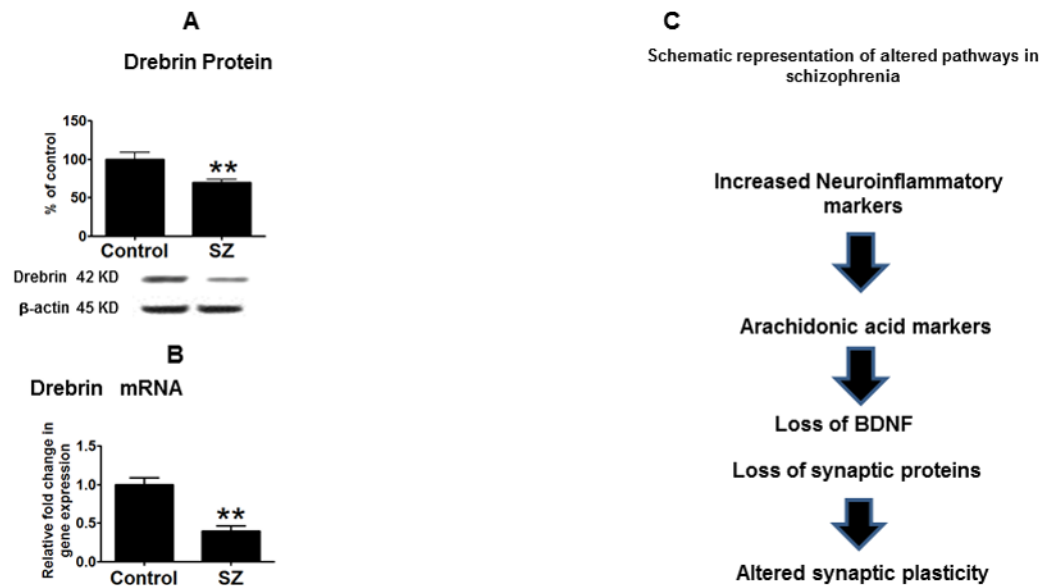 A
Drebrin Protein
% of control
150
100
50
0
**
Control SZ
Drebrin 42 KD
β-actin 45 KD
B
Drebrin mRNA
Relative fold change in
gene expression
1.5
1.0
0.5
0.0
**
Control SZ
C
Schematic representation of altered pathways in
schizophrenia
Increased Neuroinflammatory
markers
Arachidonic acid markers
Loss of BDNF
Loss of synaptic proteins
Altered synaptic plasticity